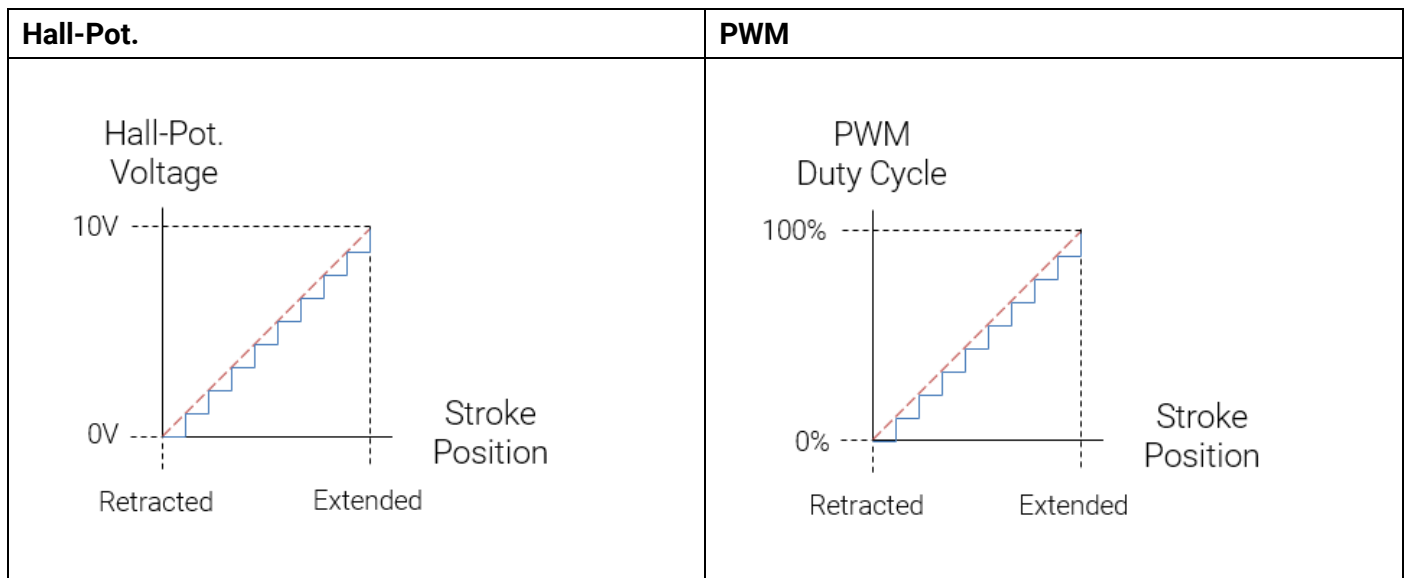 Hall-Pot.
PWM
Hall-Pot.
Voltage
10V
0V
Stroke
Position
Retracted
Extended
PWM
Duty Cycle
100%
0%
Stroke
Position
Retracted
Extended